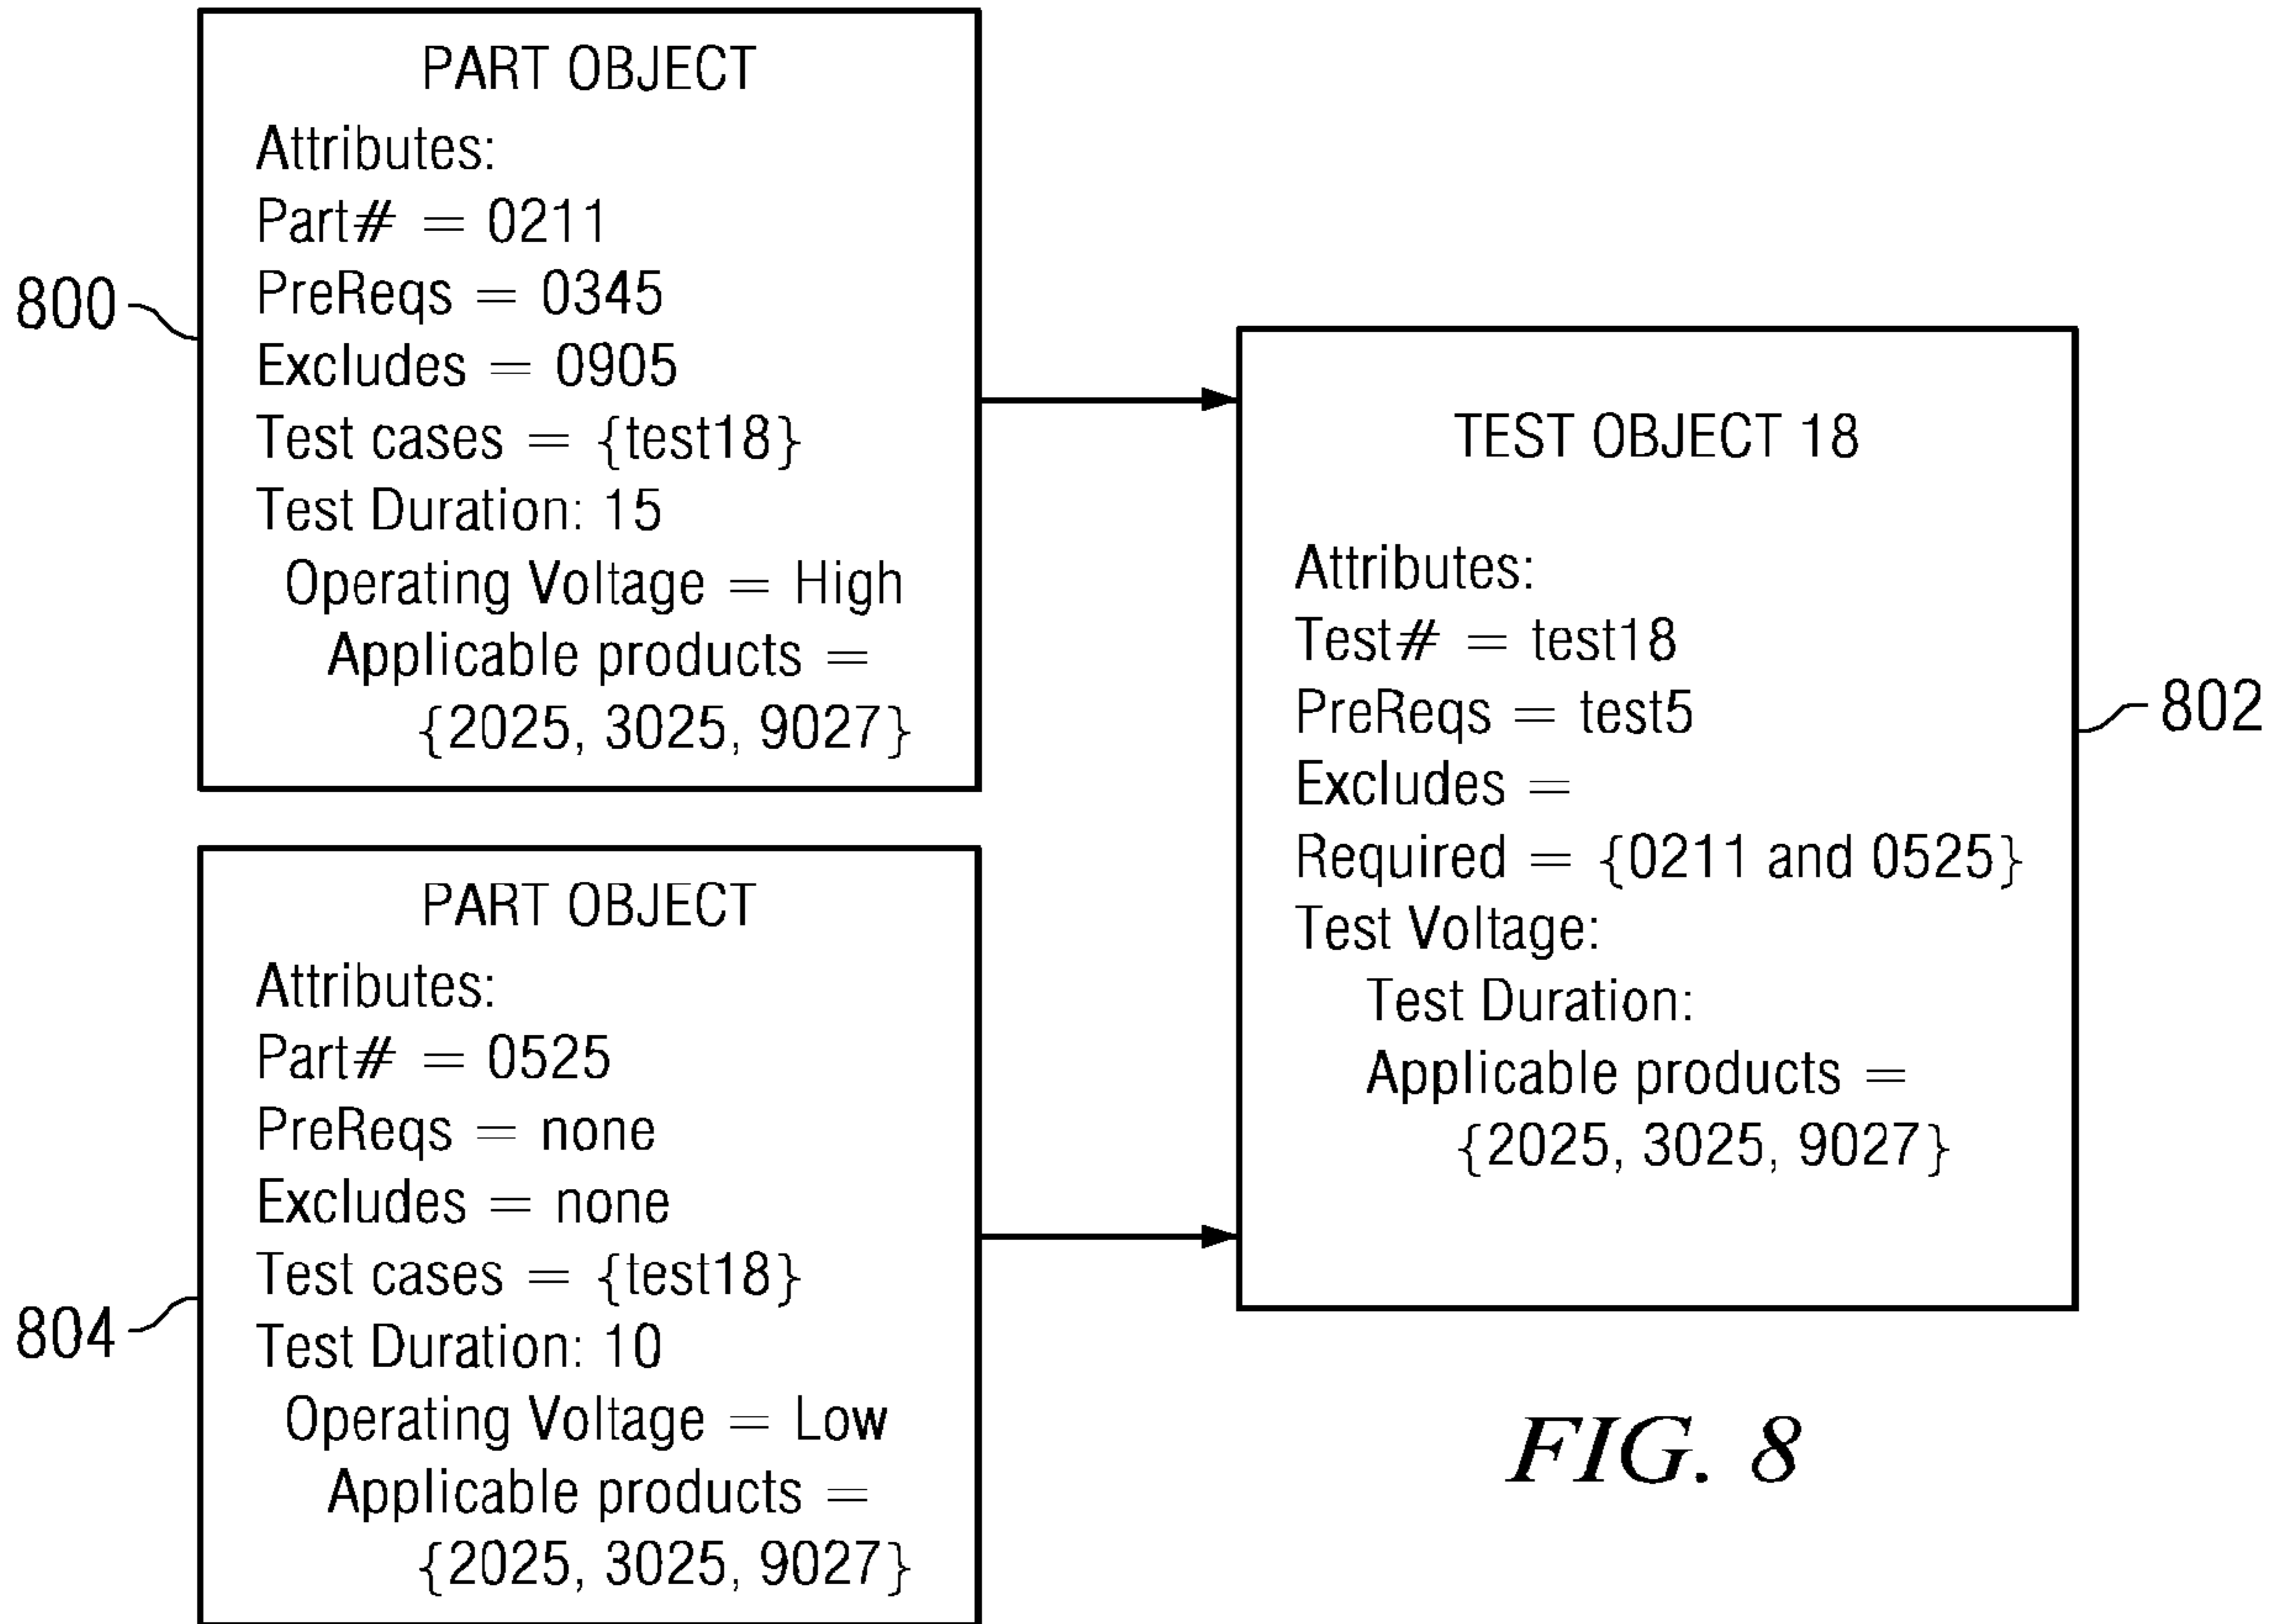 PART OBJECT
Attributes:
Part# = 0211
PreReqs = 0345
Excludes = 0905
Test cases = {test18}
Test Duration: 15
Operating Voltage = High
Applicable products =
{2025, 3025, 9027}
800
PART OBJECT
Attributes:
Part# = 0525
PreReqs = none
Excludes = none
Test cases = {test18}
Test Duration: 10
Operating Voltage = Low
Applicable products =
{2025, 3025, 9027}
804
TEST OBJECT 18
Attributes:
Test# = test18
PreReqs = test5
Excludes =
Required = {0211 and 0525}
Test Voltage:
Test Duration:
Applicable products =
{2025, 3025, 9027}
802
FIG. 8